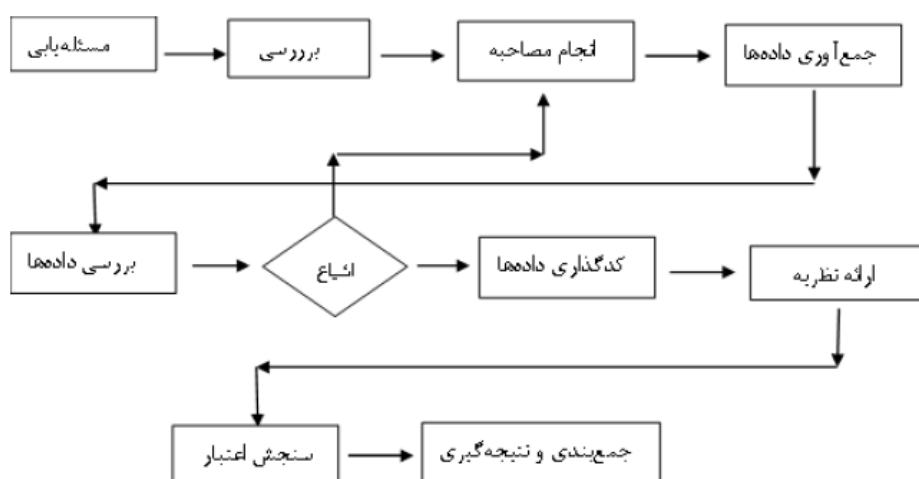 مسئله‌یابی
بررسی
انجام مصاحبه
جمع‌آوری داده‌ها
بررسی داده‌ها
اشباع
کدگذاری داده‌ها
ارائه نظریه
سنجش اعتبار
جمع‌بندی و نتیجه‌گیری